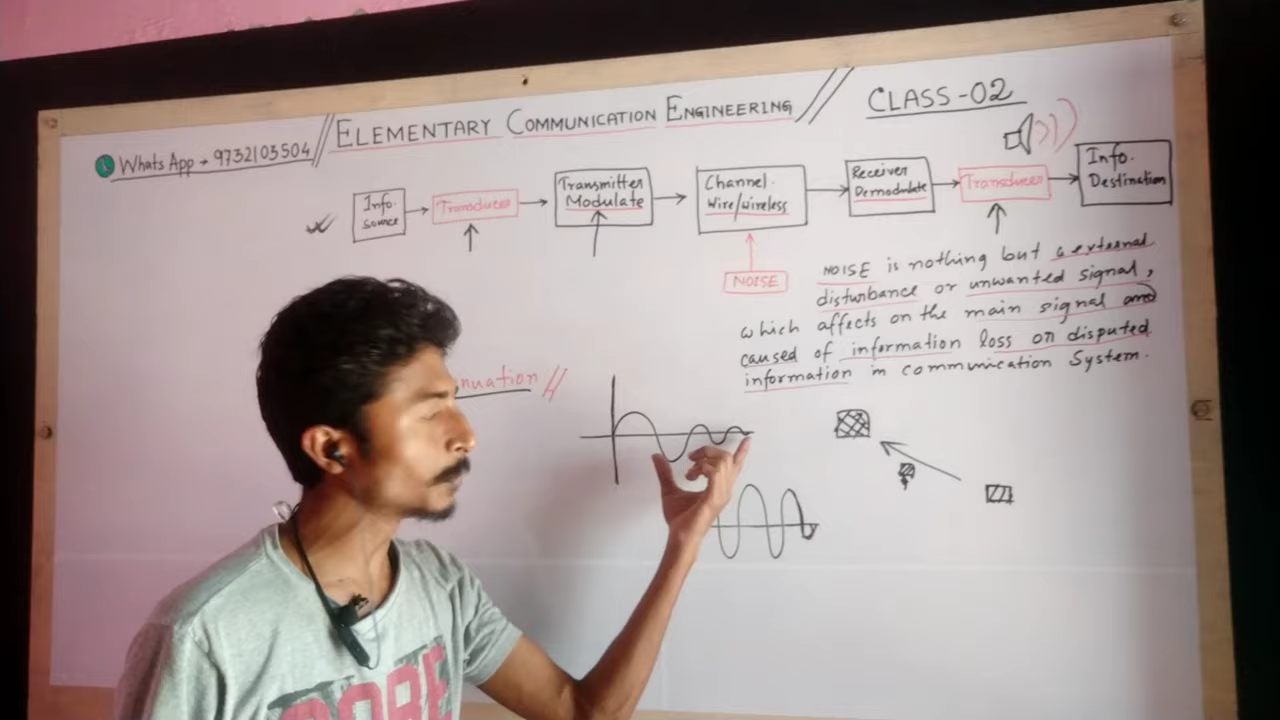 WhatsApp → 9732103504 // ELEMENTARY COMMUNICATION ENGINEERING // CLASS-02
Info. source
Transducer
Transmitter Modulate
Channel. Wire/wireless
Receiver Demodulate
Transducer
Info. Destination
NOISE
NOISE is nothing but a external
disturbance or unwanted signal,
which affects on the main signal and
caused of information loss or disputed
information in communication System.
nuation //
CORE